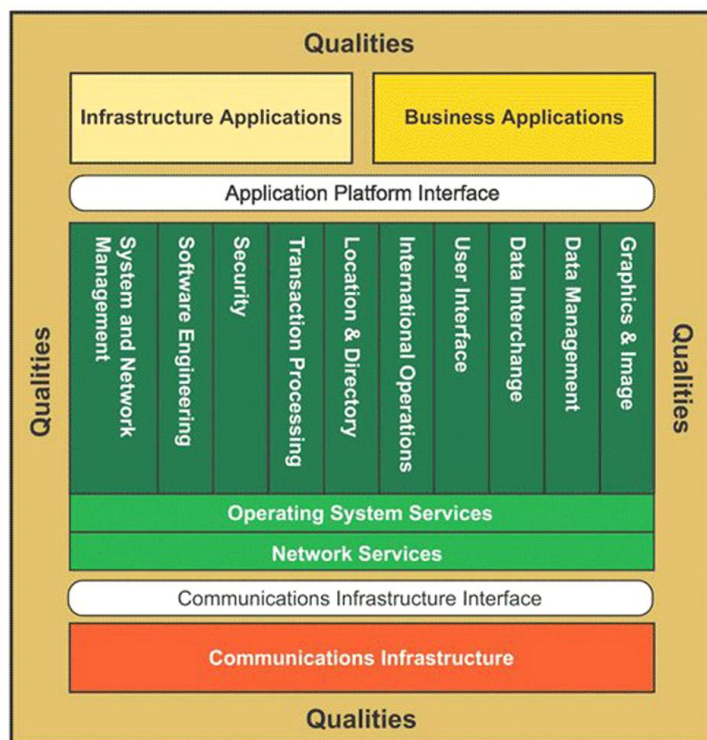 Qualities
Infrastructure Applications
Business Applications
Application Platform Interface
Qualities
System and Network
Management
Software Engineering
Security
Transaction Processing
Location & Directory
International Operations
User Interface
Data Interchange
Data Management
Graphics & Image
Qualities
Operating System Services
Network Services
Communications Infrastructure Interface
Communications Infrastructure
Qualities